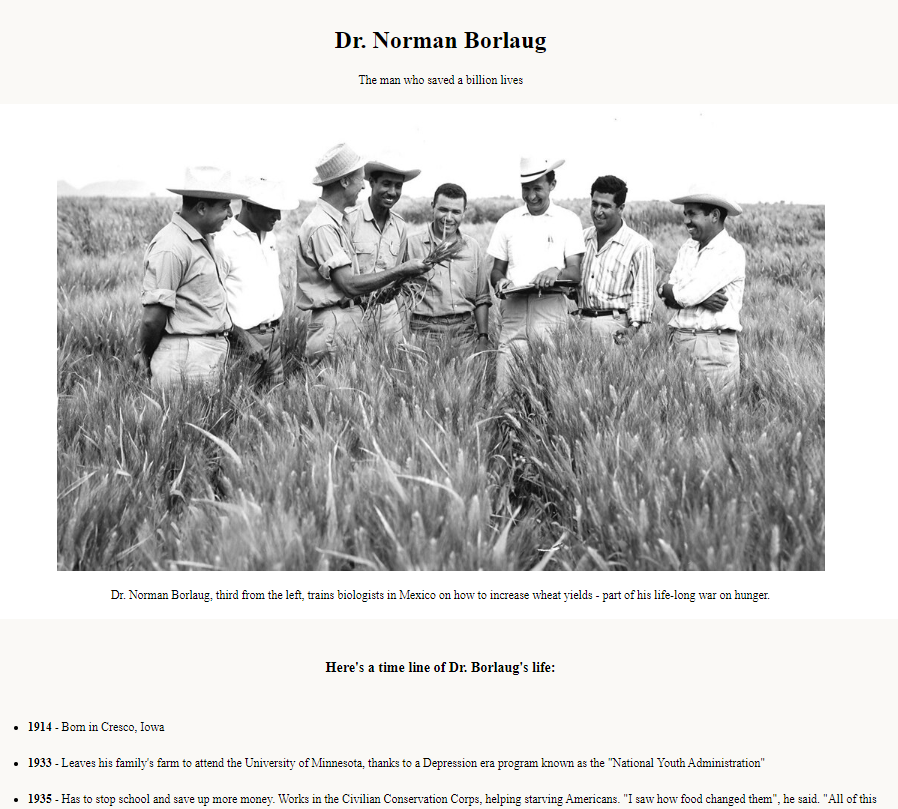 Dr. Norman Borlaug
The man who saved a billion lives
Dr. Norman Borlaug, third from the left, trains biologists in Mexico on how to increase wheat yields - part of his life-long war on hunger.
Here's a time line of Dr. Borlaug's life:
• 1914 - Born in Cresco, Iowa
• 1933 - Leaves his family's farm to attend the University of Minnesota, thanks to a Depression era program known as the "National Youth Administration"
• 1935 - Has to stop school and save up more money. Works in the Civilian Conservation Corps, helping starving Americans. "I saw how food changed them", he said. "All of this